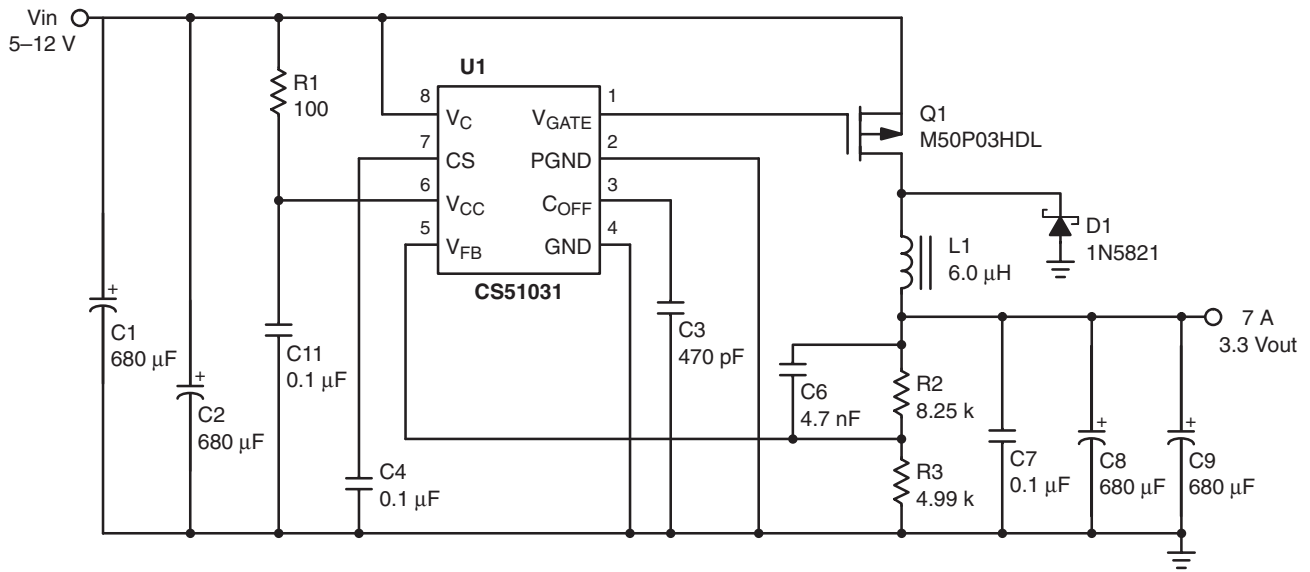 Vin
5–12 V
R1
100
U1
8
VC
7
CS
6
VCC
5
VFB
1
VGATE
2
PGND
3
COFF
4
GND
CS51031
Q1
M50P03HDL
D1
1N5821
L1
6.0 μH
C1
680 μF
C2
680 μF
C11
0.1 μF
C4
0.1 μF
C3
470 pF
C6
4.7 nF
R2
8.25 k
R3
4.99 k
C7
0.1 μF
C8
680 μF
C9
680 μF
7 A
3.3 Vout
+
+
+
+